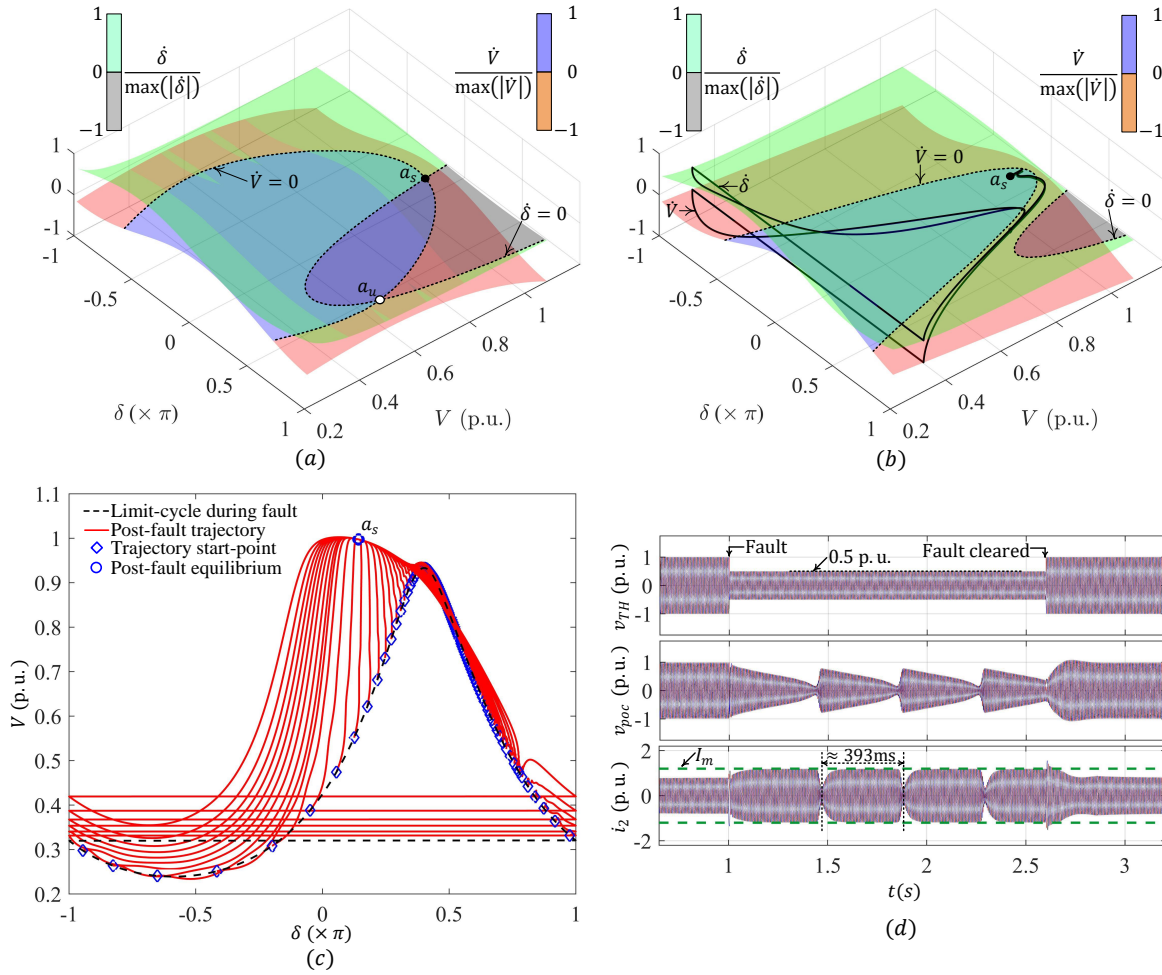 1
0
−1
δ̇
max(|δ̇|)
V̇
max(|V̇|)
1
0
−1
V̇ = 0
a_s
δ̇ = 0
a_u
1
0
-1
-1
-0.5
0
0.5
1
0.2
0.4
0.6
0.8
1
δ (× π)
V (p.u.)
(a)
1
0
−1
δ̇
max(|δ̇|)
V̇
max(|V̇|)
1
0
−1
V̇ = 0
a_s
δ̇
V̇
δ̇ = 0
1
0
-1
-1
-0.5
0
0.5
1
0.2
0.4
0.6
0.8
1
δ (× π)
V (p.u.)
(b)
1.1
1
0.9
0.8
0.7
0.6
0.5
0.4
0.3
0.2
V (p.u.)
Limit-cycle during fault
Post-fault trajectory
Trajectory start-point
Post-fault equilibrium
a_s
-1
-0.5
0
0.5
1
δ (× π)
(c)
v_TH (p.u.)
1
0
-1
Fault
0.5 p. u.
Fault cleared
v_poc (p.u.)
1
0
-1
i_2 (p.u.)
2
0
-2
I_m
≈ 393ms
1
1.5
2
2.5
3
t(s)
(d)